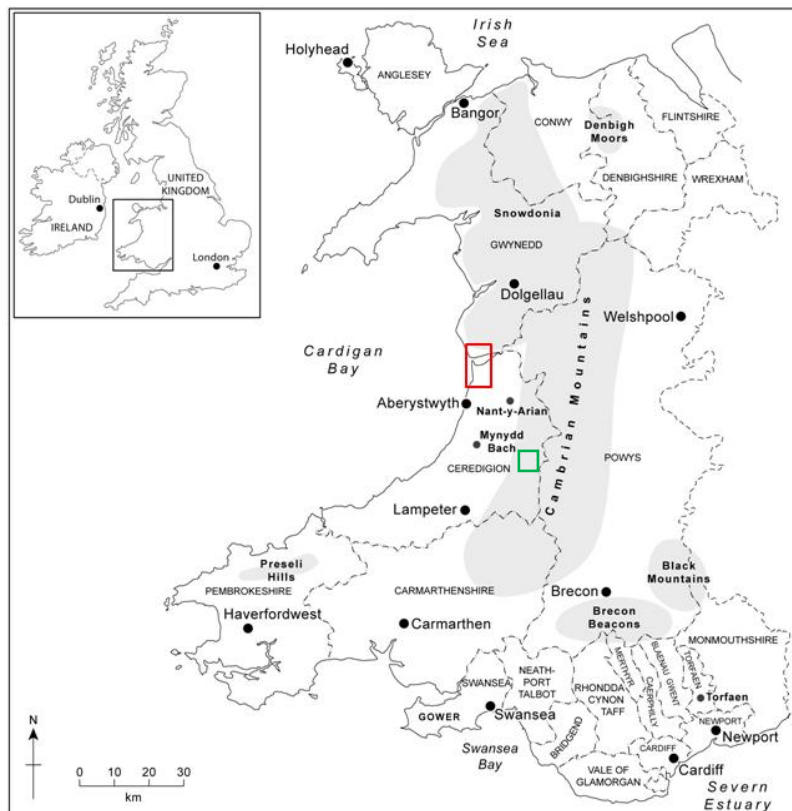 UNITED
KINGDOM
Dublin
IRELAND
London
Irish
Sea
Holyhead
ANGLESEY
Bangor
CONWY
FLINTSHIRE
Denbigh
Moors
DENBIGHSHIRE
WREXHAM
Snowdonia
GWYNEDD
Dolgellau
Welshpool
Cardigan
Bay
Cambrian Mountains
Aberystwyth
Nant-y-Arian
Mynydd
Bach
CEREDIGION
POWYS
Lampeter
Preseli
Hills
PEMBROKESHIRE
Haverfordwest
CARMARTHENSHIRE
Carmarthen
Brecon
Black
Mountains
Brecon
Beacons
MONMOUTHSHIRE
SWANSEA
NEATH-
PORT
TALBOT
RHONDDA
CYNON
TAFF
MERTHYR
CAERPHILLY
BLAENAU GWENT
TORFAEN
Torfaen
GOWER
Swansea
BRIDGEND
NEWPORT
Newport
Swansea
Bay
CARDIFF
Cardiff
VALE OF
GLAMORGAN
Severn
Estuary
N
0 10 20 30
km